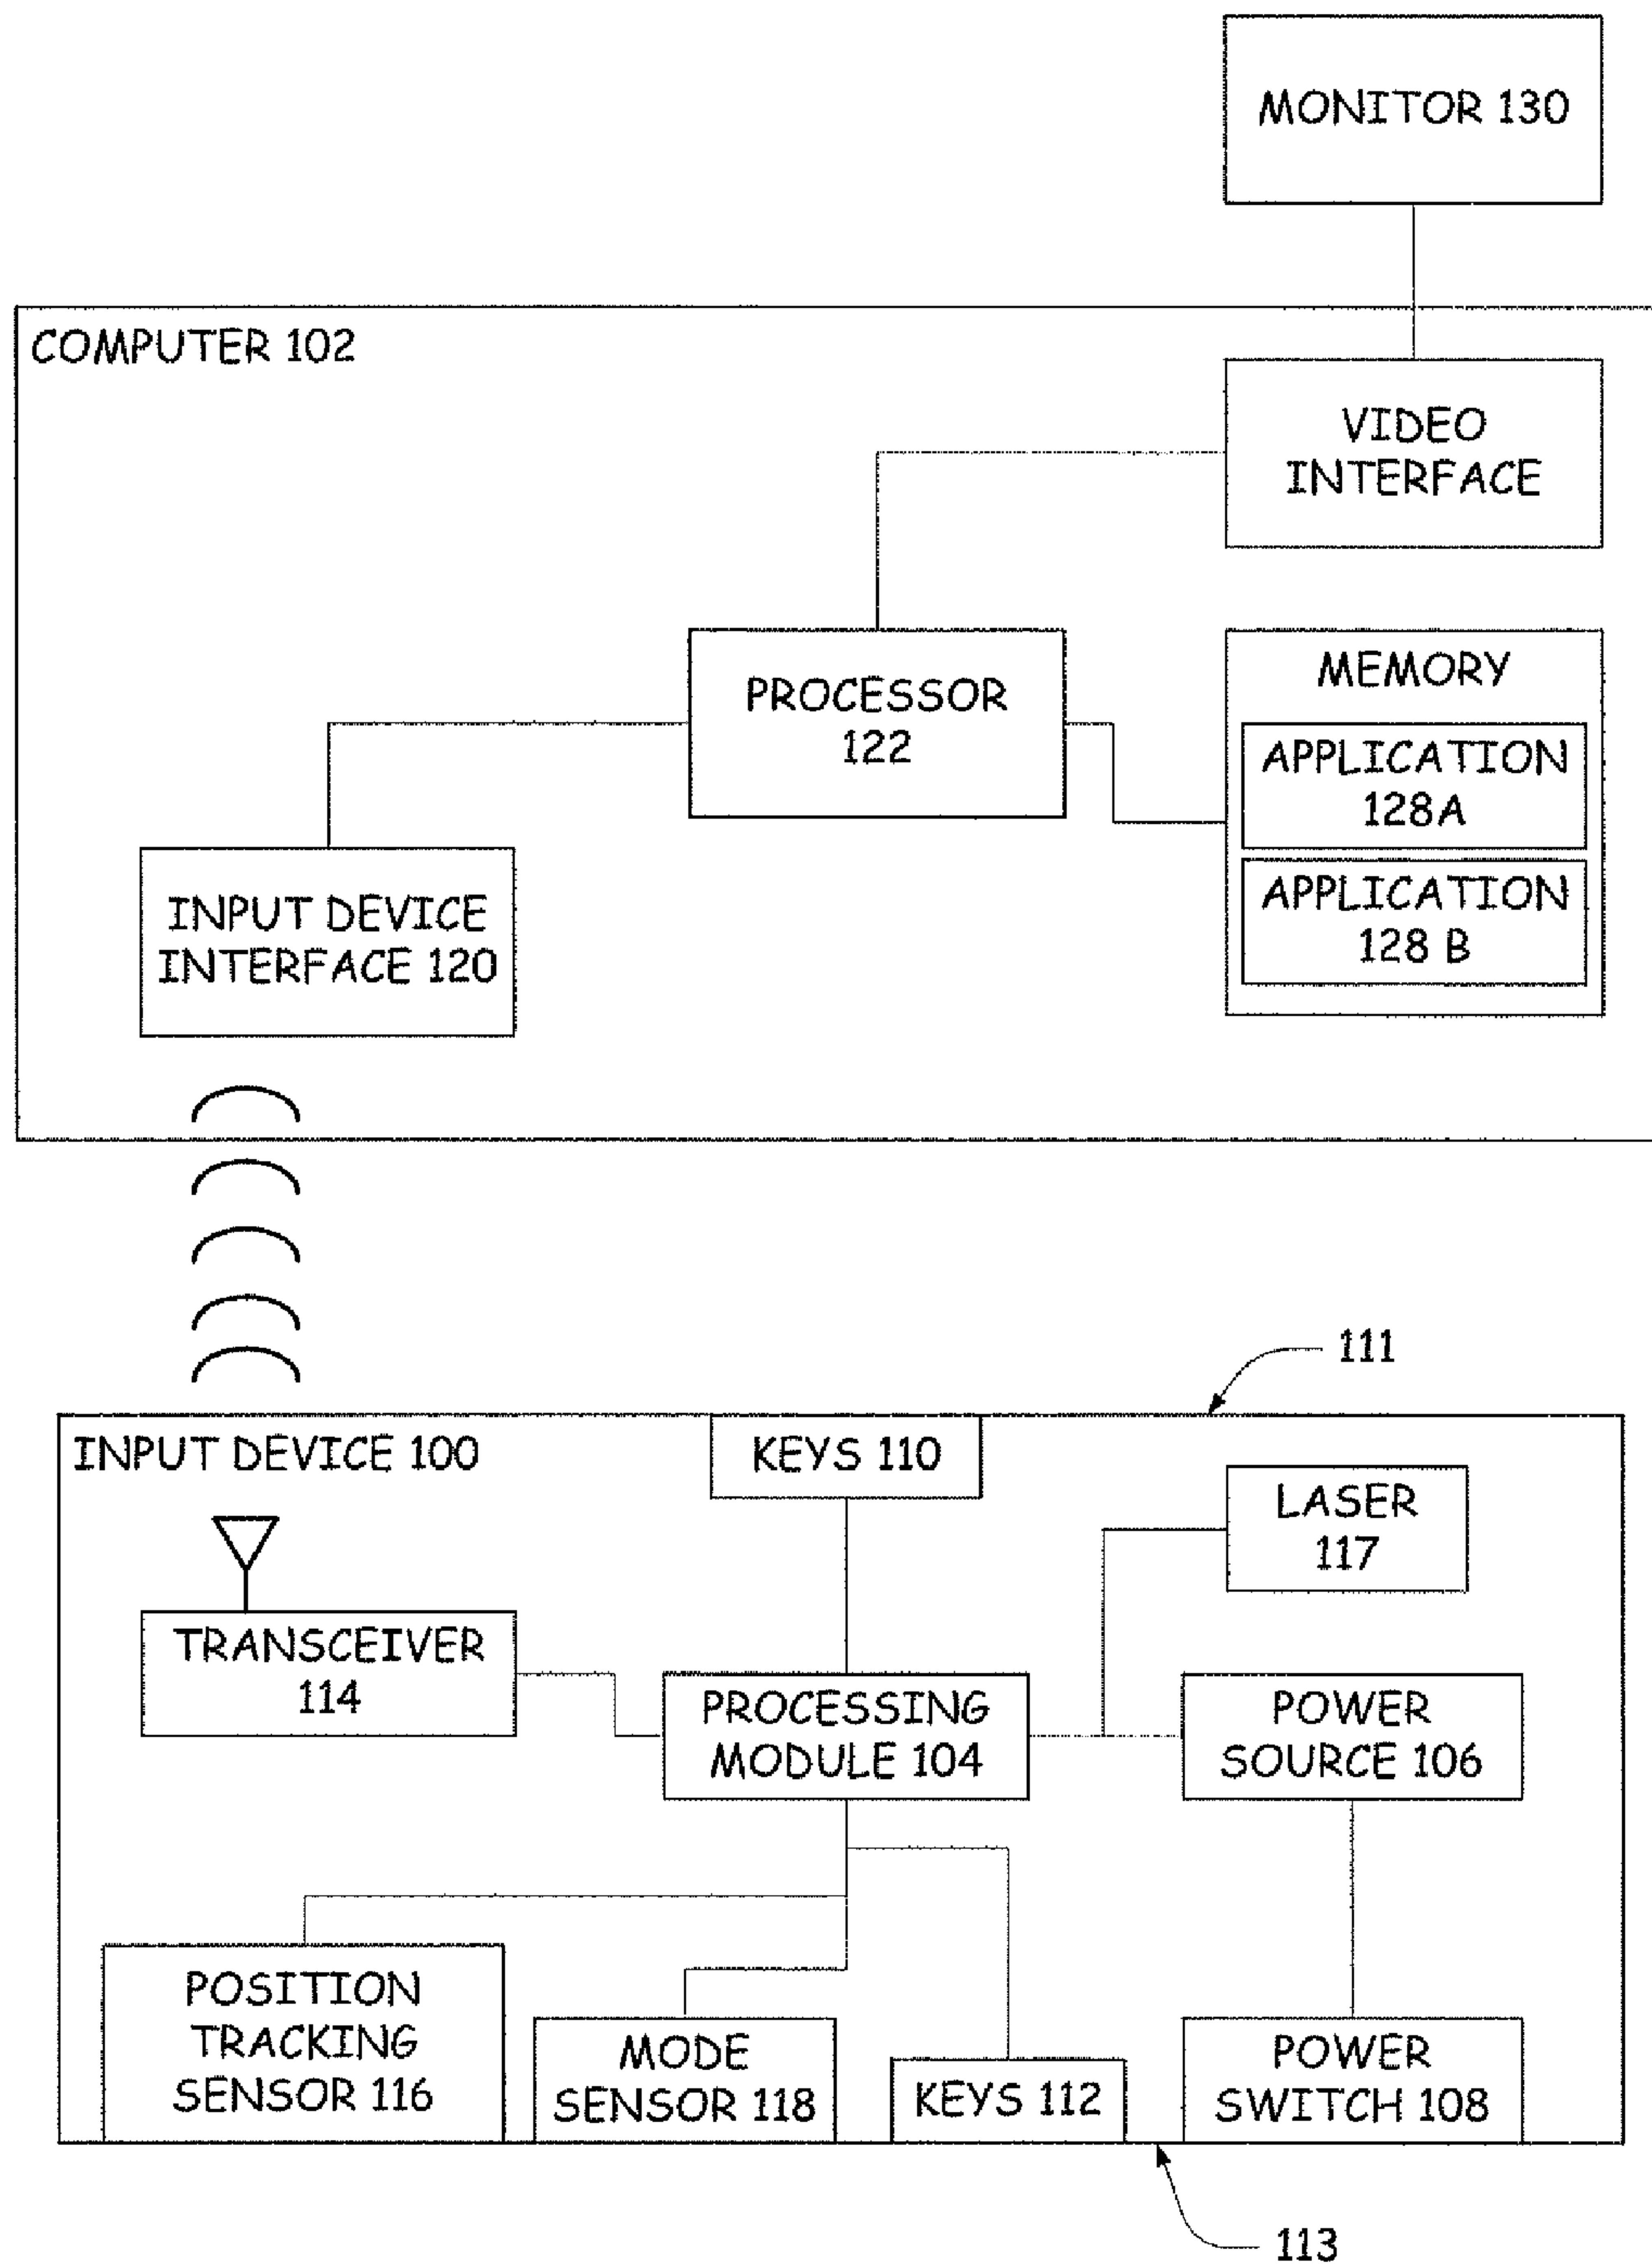 MONITOR 130
COMPUTER 102
VIDEO
INTERFACE
PROCESSOR
122
MEMORY
APPLICATION
128A
APPLICATION
128 B
INPUT DEVICE
INTERFACE 120
111
INPUT DEVICE 100
KEYS 110
LASER
117
TRANSCEIVER
114
PROCESSING
MODULE 104
POWER
SOURCE 106
POSITION
TRACKING
SENSOR 116
MODE
SENSOR 118
KEYS 112
POWER
SWITCH 108
113